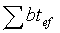 ∑ bt_ef